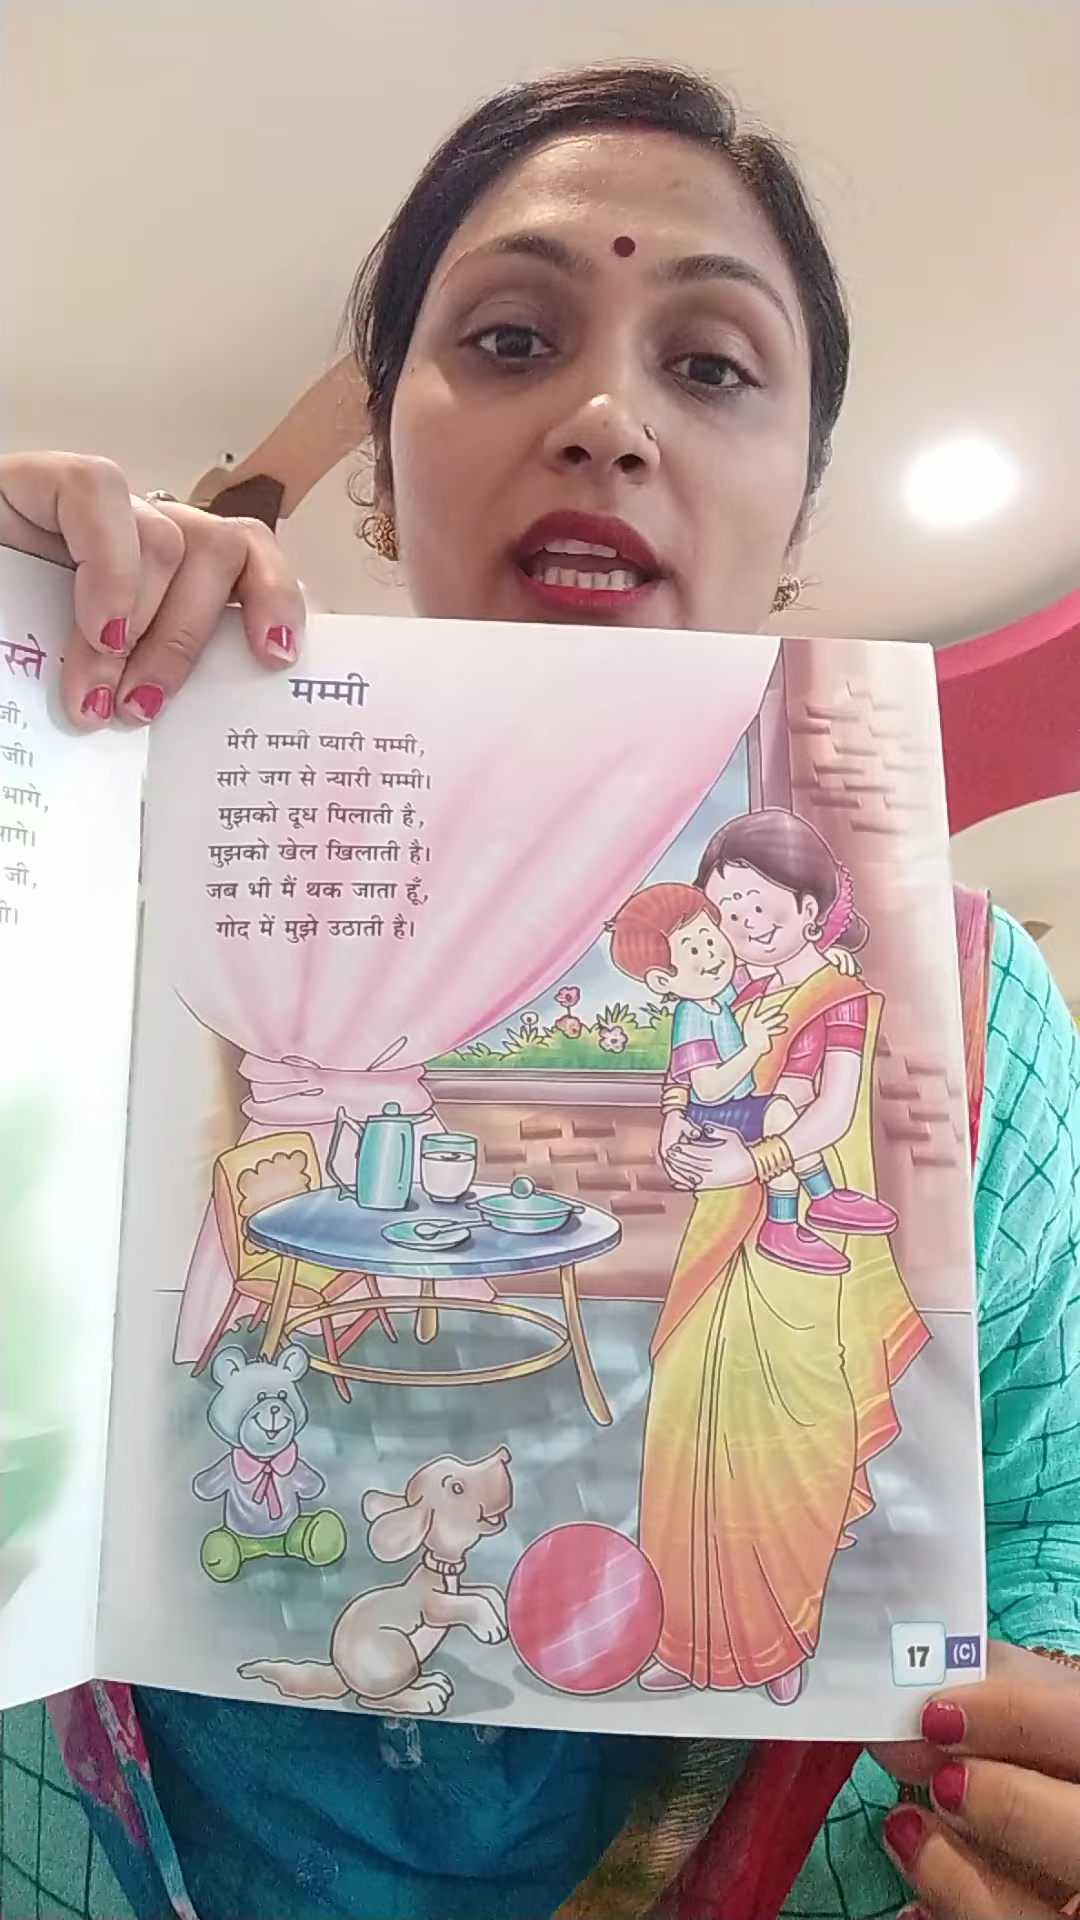 स्ते
जी,
जी।
भागे,
जी,
मम्मी
मेरी मम्मी प्यारी मम्मी,
सारे जग से न्यारी मम्मी।
मुझको दूध पिलाती है,
मुझको खेल खिलाती है।
जब भी मैं थक जाता हूँ,
गोद में मुझे उठाती है।
17 (C)